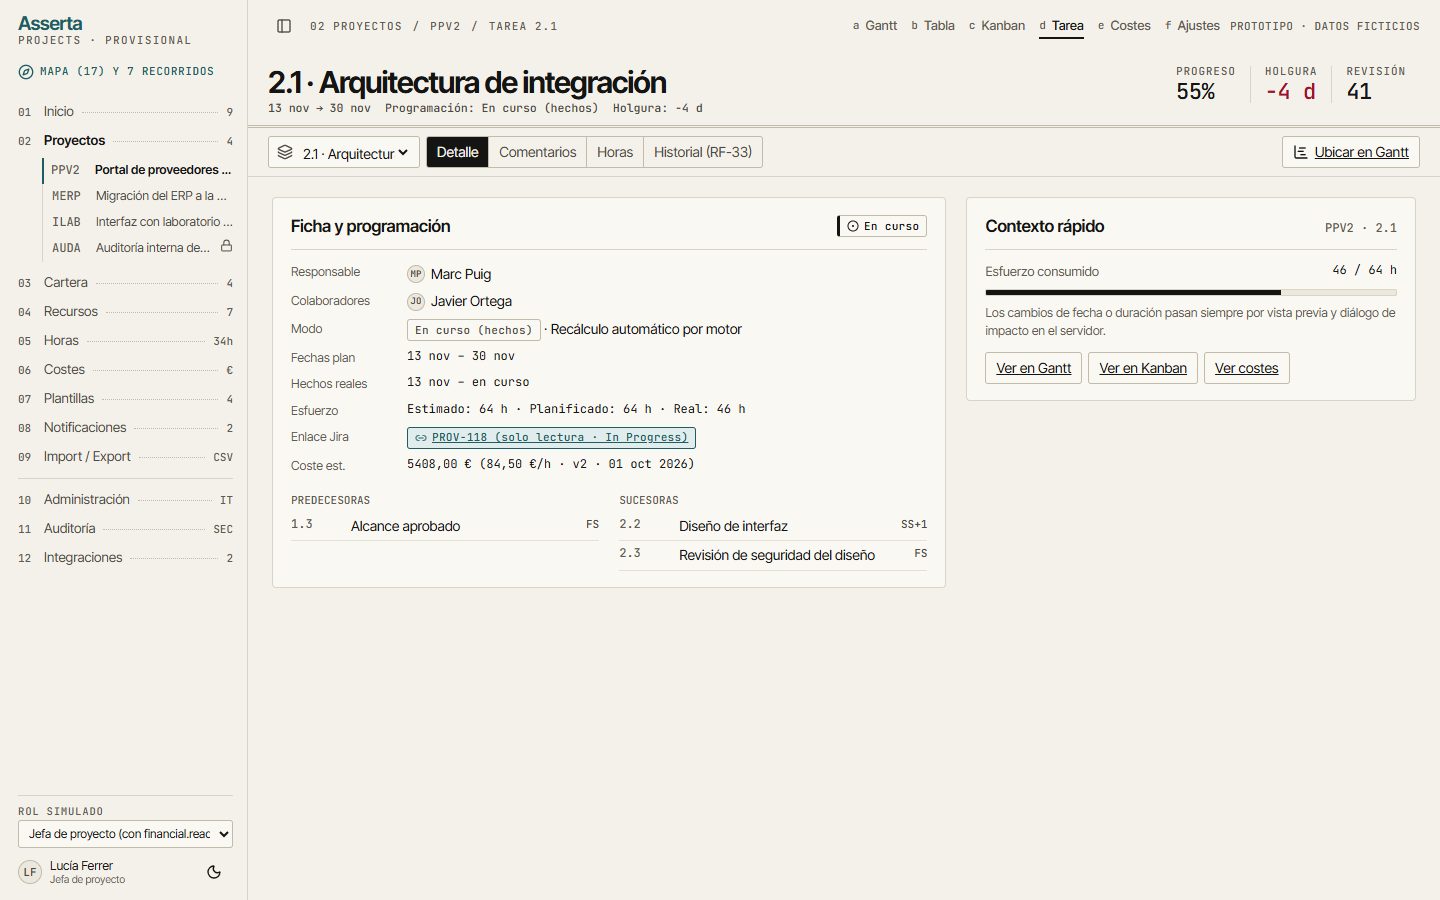 Asserta
PROJECTS · PROVISIONAL
MAPA (17) Y 7 RECORRIDOS
01 Inicio 9
02 Proyectos 4
PPV2 Portal de proveedores ...
MERP Migración del ERP a la ...
ILAB Interfaz con laboratorio ...
AUDA Auditoría interna de...
03 Cartera 4
04 Recursos 7
05 Horas 34h
06 Costes €
07 Plantillas 4
08 Notificaciones 2
09 Import / Export CSV
10 Administración IT
11 Auditoría SEC
12 Integraciones 2
ROL SIMULADO
Jefa de proyecto (con financial.read
LF Lucía Ferrer
Jefa de proyecto
02 PROYECTOS / PPV2 / TAREA 2.1
a Gantt b Tabla c Kanban d Tarea e Costes f Ajustes PROTOTIPO · DATOS FICTICIOS
2.1 · Arquitectura de integración
13 nov → 30 nov Programación: En curso (hechos) Holgura: -4 d
PROGRESO HOLGURA REVISIÓN
55% -4 d 41
2.1 · Arquitectur Detalle Comentarios Horas Historial (RF-33) Ubicar en Gantt
Ficha y programación En curso
Responsable MP Marc Puig
Colaboradores JO Javier Ortega
Modo En curso (hechos) · Recálculo automático por motor
Fechas plan 13 nov – 30 nov
Hechos reales 13 nov – en curso
Esfuerzo Estimado: 64 h · Planificado: 64 h · Real: 46 h
Enlace Jira PROV-118 (solo lectura · In Progress)
Coste est. 5408,00 € (84,50 €/h · v2 · 01 oct 2026)
PREDECESORAS
1.3 Alcance aprobado FS
SUCESORAS
2.2 Diseño de interfaz SS+1
2.3 Revisión de seguridad del diseño FS
Contexto rápido PPV2 · 2.1
Esfuerzo consumido 46 / 64 h
Los cambios de fecha o duración pasan siempre por vista previa y diálogo de
impacto en el servidor.
Ver en Gantt Ver en Kanban Ver costes